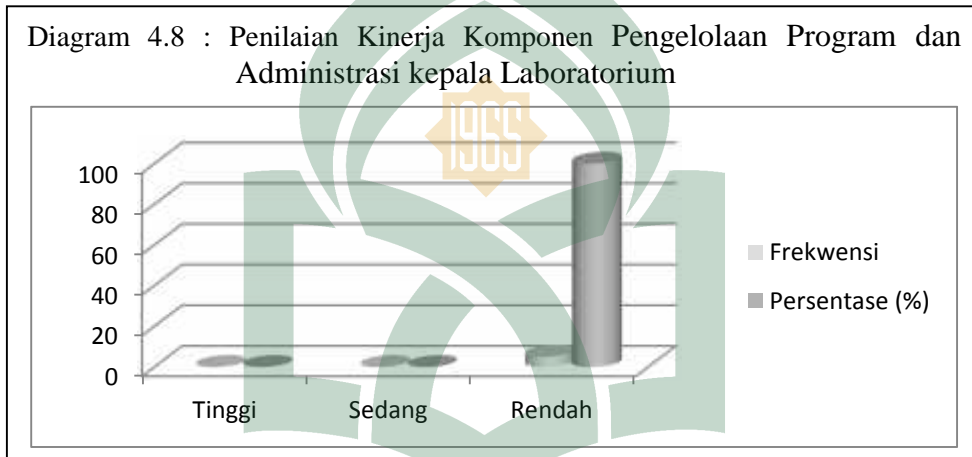 Diagram 4.8 : Penilaian Kinerja Komponen Pengelolaan Program dan
Administrasi kepala Laboratorium
1965
100
80
60
40
20
0
Tinggi
Sedang
Rendah
Frekwensi
Persentase (%)